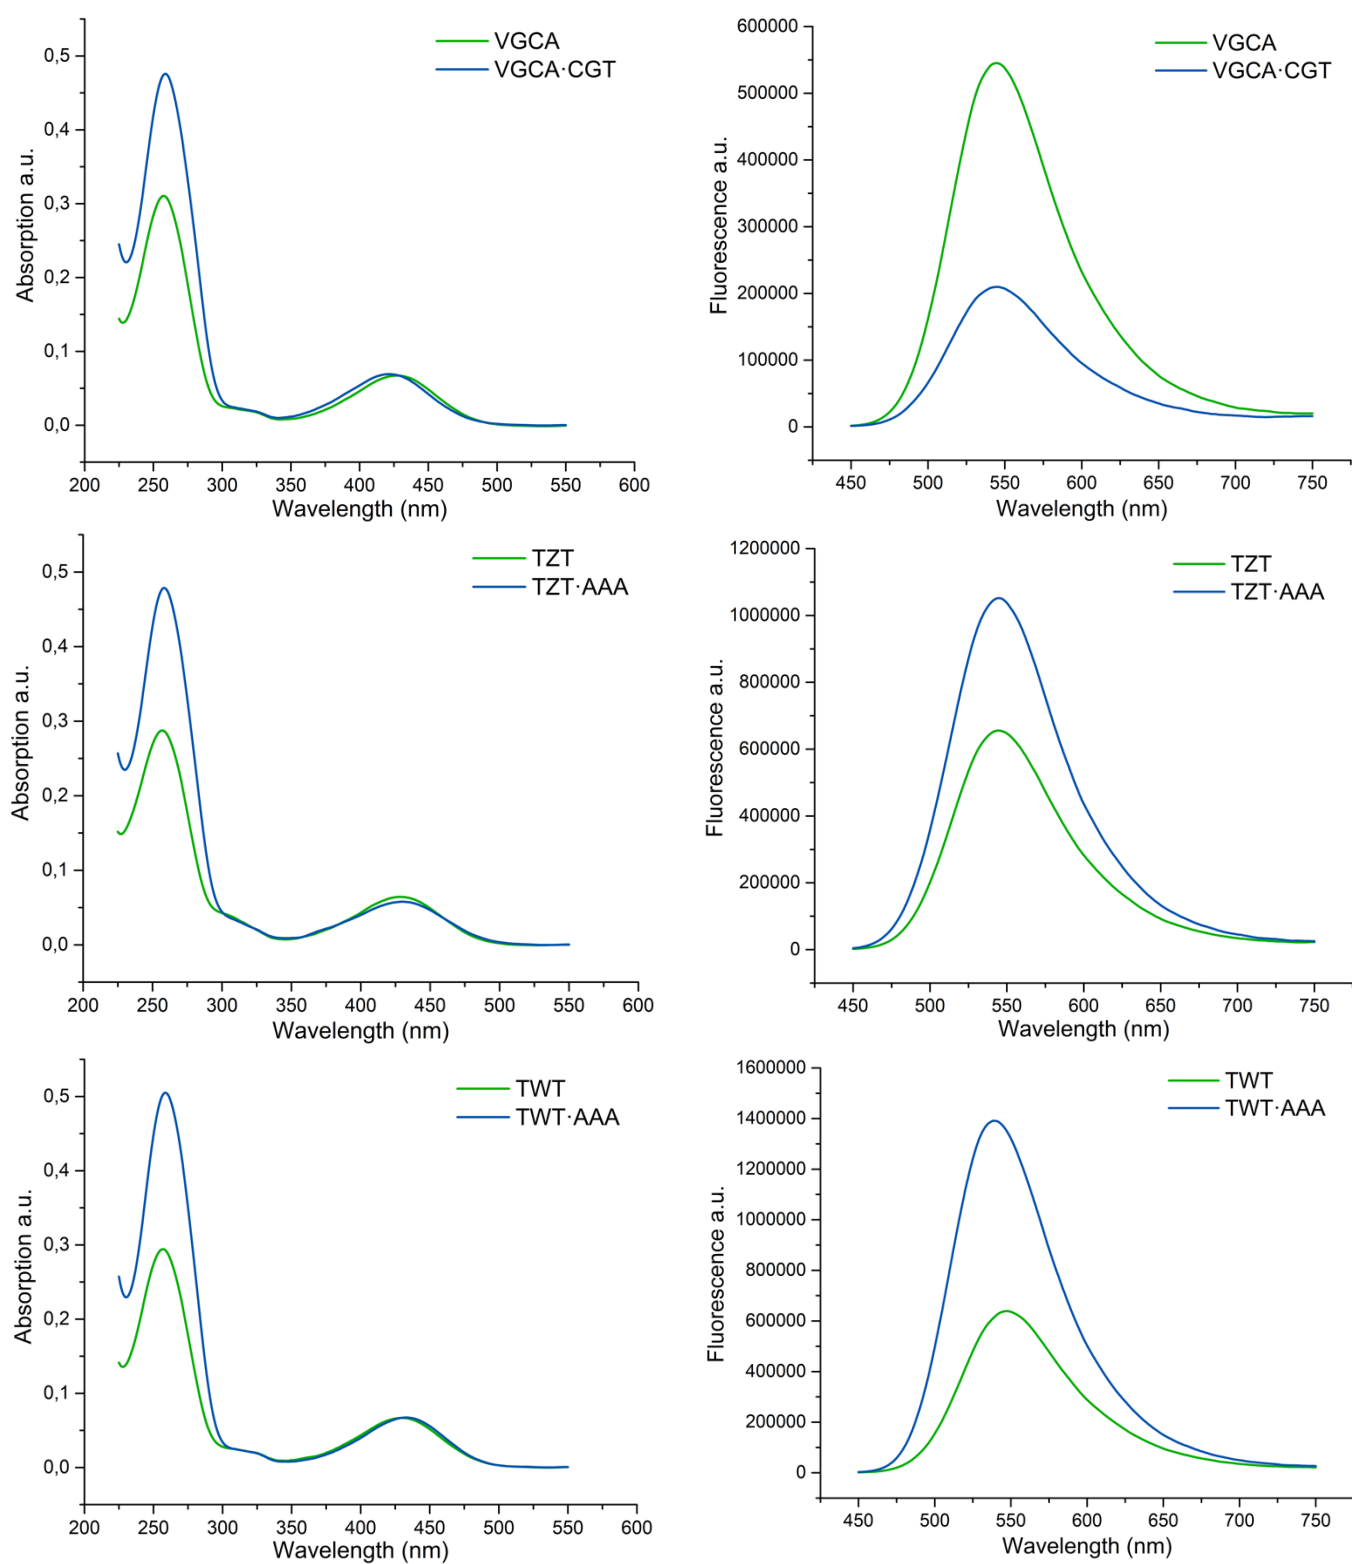 VGCA
VGCA·CGT
0,5
0,4
0,3
0,2
0,1
0,0
Absorption a.u.
200 250 300 350 400 450 500 550 600
Wavelength (nm)
VGCA
VGCA·CGT
600000
500000
400000
300000
200000
100000
0
Fluorescence a.u.
450 500 550 600 650 700 750
Wavelength (nm)
TZT
TZT·AAA
0,5
0,4
0,3
0,2
0,1
0,0
Absorption a.u.
200 250 300 350 400 450 500 550 600
Wavelength (nm)
TZT
TZT·AAA
1200000
1000000
800000
600000
400000
200000
0
Fluorescence a.u.
450 500 550 600 650 700 750
Wavelength (nm)
TWT
TWT·AAA
0,5
0,4
0,3
0,2
0,1
0,0
Absorption a.u.
200 250 300 350 400 450 500 550 600
Wavelength (nm)
TWT
TWT·AAA
1600000
1400000
1200000
1000000
800000
600000
400000
200000
0
Fluorescence a.u.
450 500 550 600 650 700 750
Wavelength (nm)